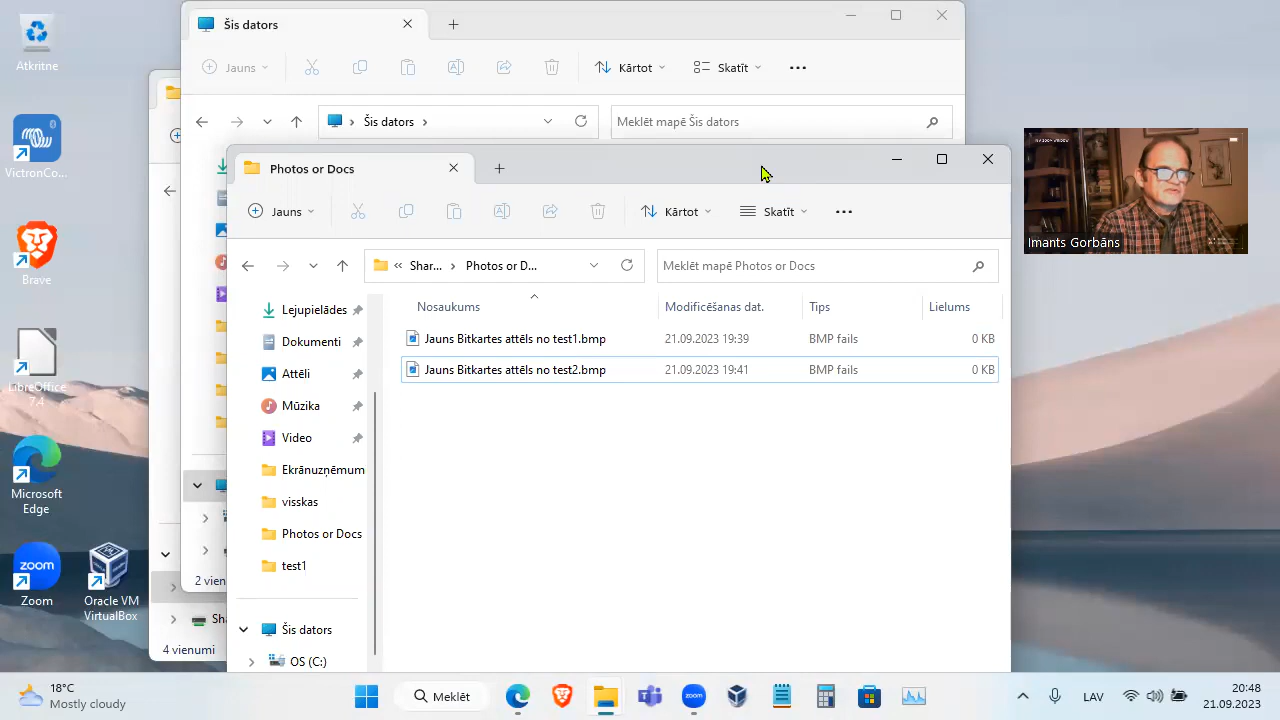 Atkritne
VictronCo...
Brave
LibreOffice
7.4
Microsoft
Edge
Zoom
Oracle VM
VirtualBox
Šis dators
Jauns
Kārtot
Skatīt
Šis dators
Meklēt mapē Šis dators
2 vien
4 vienumi
Photos or Docs
Jauns
Kārtot
Skatīt
Shar...
Photos or D...
Meklēt mapē Photos or Docs
Nosaukums
Modificēšanas dat.
Tips
Lielums
Jauns Bitkartes attēls no test1.bmp
21.09.2023 19:39
BMP fails
0 KB
Jauns Bitkartes attēls no test2.bmp
21.09.2023 19:41
BMP fails
0 KB
Lejupielādes
Dokumenti
Attēli
Mūzika
Video
Ekrānuzņēmum
visskas
Photos or Docs
test1
Šis dators
OS (C:)
Sha
Imants Gorbāns
zoom
18°C
Mostly cloudy
Meklēt
zoom
LAV
20:48
21.09.2023